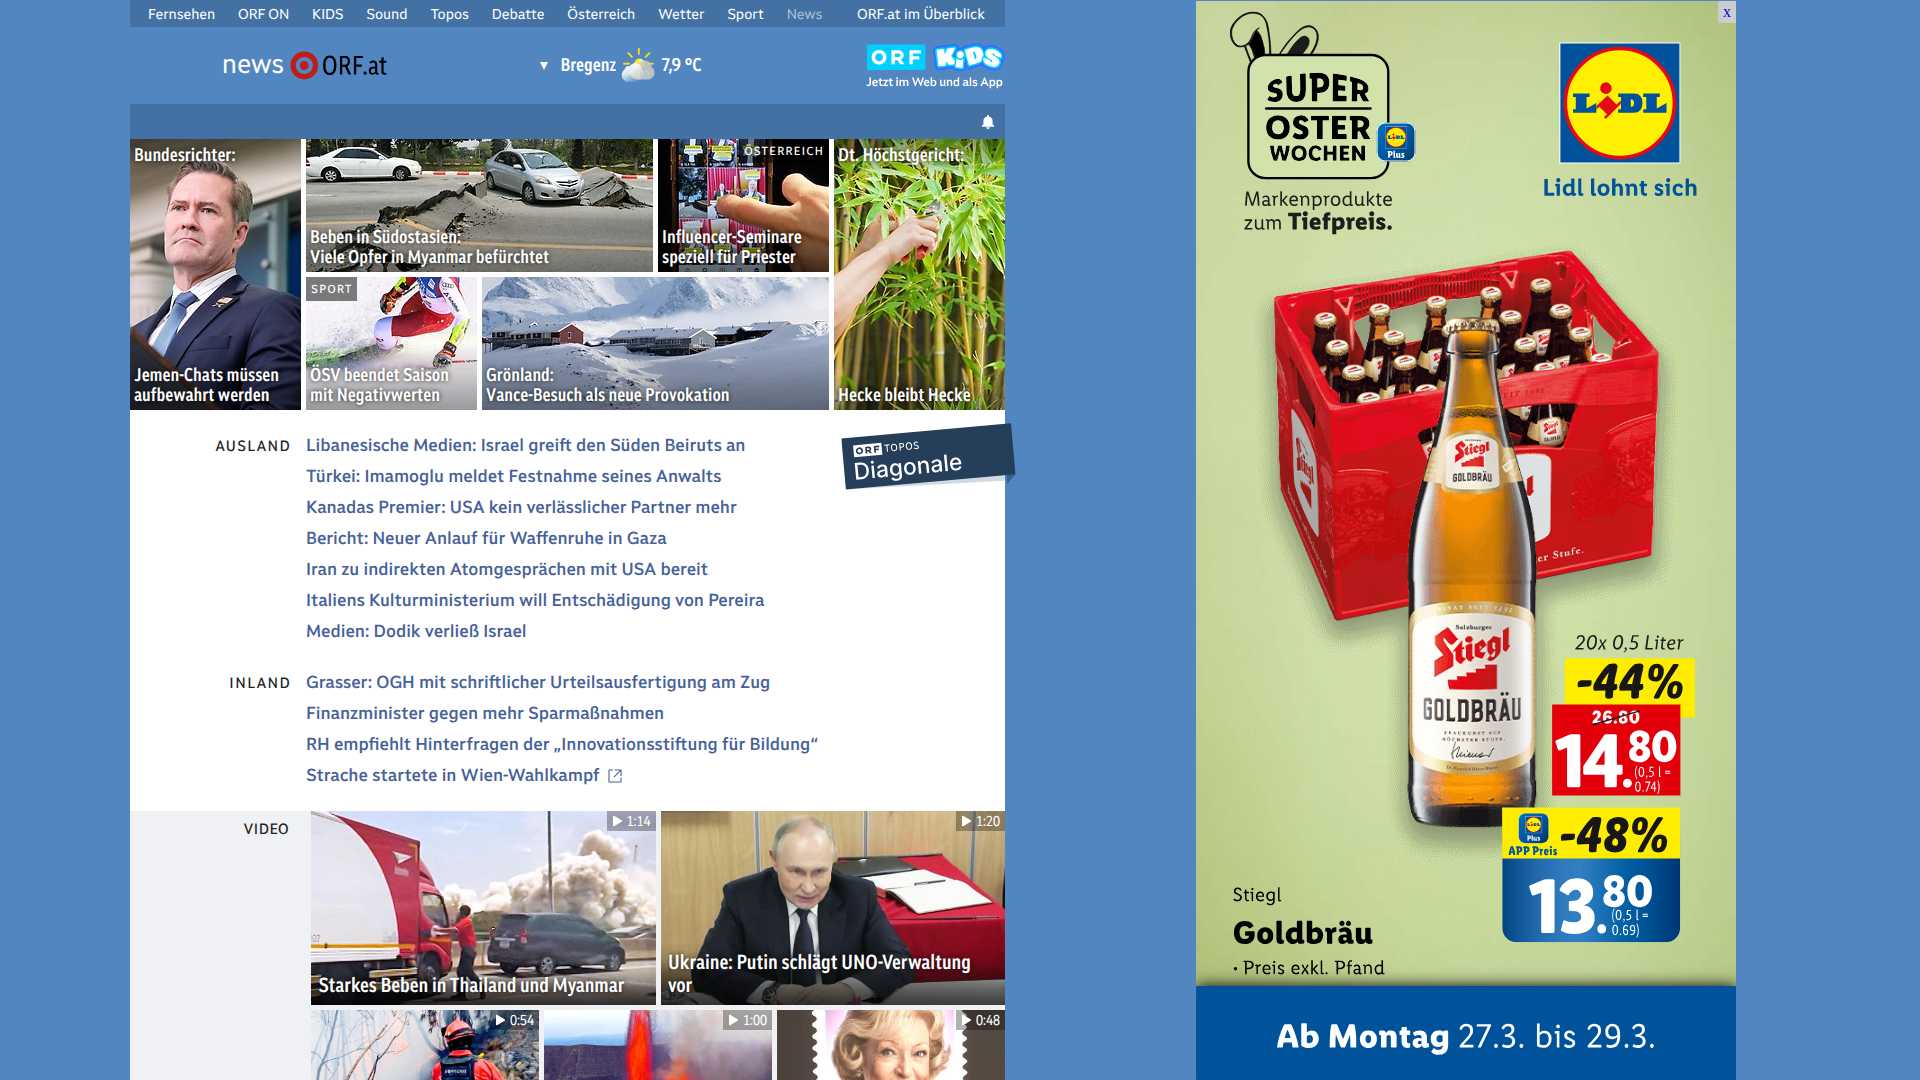 Fernsehen ORF ON KIDS Sound Topos Debatte Österreich Wetter Sport News ORF.at im Überblick
news ORF.at
Bregenz 7,9 °C
ORF KIDS
Jetzt im Web und als App
Bundesrichter:
Jemen-Chats müssen
aufbewahrt werden
Beben in Südostasien:
Viele Opfer in Myanmar befürchtet
ÖSTERREICH
Influencer-Seminare
speziell für Priester
Dt. Höchstgericht:
Hecke bleibt Hecke
SPORT
ÖSV beendet Saison
mit Negativwerten
Grönland:
Vance-Besuch als neue Provokation
AUSLAND
Libanesische Medien: Israel greift den Süden Beiruts an
Türkei: Imamoglu meldet Festnahme seines Anwalts
Kanadas Premier: USA kein verlässlicher Partner mehr
Bericht: Neuer Anlauf für Waffenruhe in Gaza
Iran zu indirekten Atomgesprächen mit USA bereit
Italiens Kulturministerium will Entschädigung von Pereira
Medien: Dodik verließ Israel
ORF TOPOS
Diagonale
INLAND
Grasser: OGH mit schriftlicher Urteilsausfertigung am Zug
Finanzminister gegen mehr Sparmaßnahmen
RH empfiehlt Hinterfragen der „Innovationsstiftung für Bildung“
Strache startete in Wien-Wahlkampf
VIDEO
1:14
Starkes Beben in Thailand und Myanmar
1:20
Ukraine: Putin schlägt UNO-Verwaltung
vor
0:54
1:00
0:48
x
SUPER
OSTER
WOCHEN
LIDL
Plus
Markenprodukte
zum Tiefpreis.
LIDL
Lidl lohnt sich
Stiegl
GOLDBRÄU
er Stufe.
Salzburger
Stiegl
GOLDBRÄU
20x 0,5 Liter
-44%
26.80
14.80
(0,5 l =
0.74)
LIDL
Plus
APP Preis
-48%
13.80
(0,5 l =
0.69)
Stiegl
Goldbräu
• Preis exkl. Pfand
Ab Montag 27.3. bis 29.3.